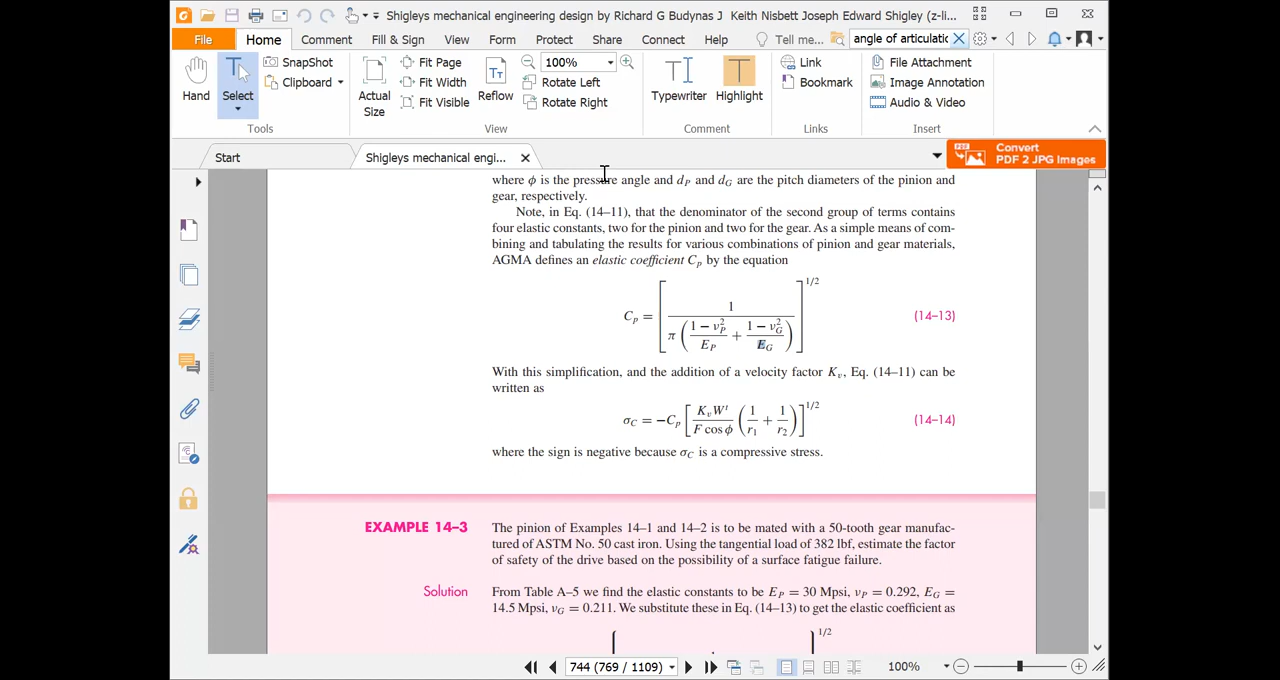 Shigleys mechanical engineering design by Richard G Budynas J   Keith Nisbett Joseph Edward Shigley (z-li...
File Home Comment Fill & Sign View Form Protect Share Connect Help Tell me... angle of articulatic
Hand Select SnapShot Clipboard
Tools
Actual Size Fit Page Fit Width Fit Visible Reflow 100% Rotate Left Rotate Right
View
Typewriter Highlight
Comment
Link Bookmark
Links
File Attachment Image Annotation Audio & Video
Insert
Start Shigleys mechanical engi... Convert
PDF 2 JPG Images
where ϕ is the pressure angle and d_P and d_G are the pitch diameters of the pinion and
gear, respectively.
Note, in Eq. (14–11), that the denominator of the second group of terms contains
four elastic constants, two for the pinion and two for the gear. As a simple means of com-
bining and tabulating the results for various combinations of pinion and gear materials,
AGMA defines an elastic coefficient C_p by the equation
C_p = [ 1 / ( π ( (1 − ν_P^2)/E_P + (1 − ν_G^2)/E_G ) ) ]^1/2 (14–13)
With this simplification, and the addition of a velocity factor K_v, Eq. (14–11) can be
written as
σ_C = −C_p [ (K_v W^t)/(F cos ϕ) ( 1/r_1 + 1/r_2 ) ]^1/2 (14–14)
where the sign is negative because σ_C is a compressive stress.
EXAMPLE 14–3 The pinion of Examples 14–1 and 14–2 is to be mated with a 50-tooth gear manufac-
tured of ASTM No. 50 cast iron. Using the tangential load of 382 lbf, estimate the factor
of safety of the drive based on the possibility of a surface fatigue failure.
Solution From Table A–5 we find the elastic constants to be E_P = 30 Mpsi, ν_P = 0.292, E_G =
14.5 Mpsi, ν_G = 0.211. We substitute these in Eq. (14–13) to get the elastic coefficient as
1/2
744 (769 / 1109) 100%